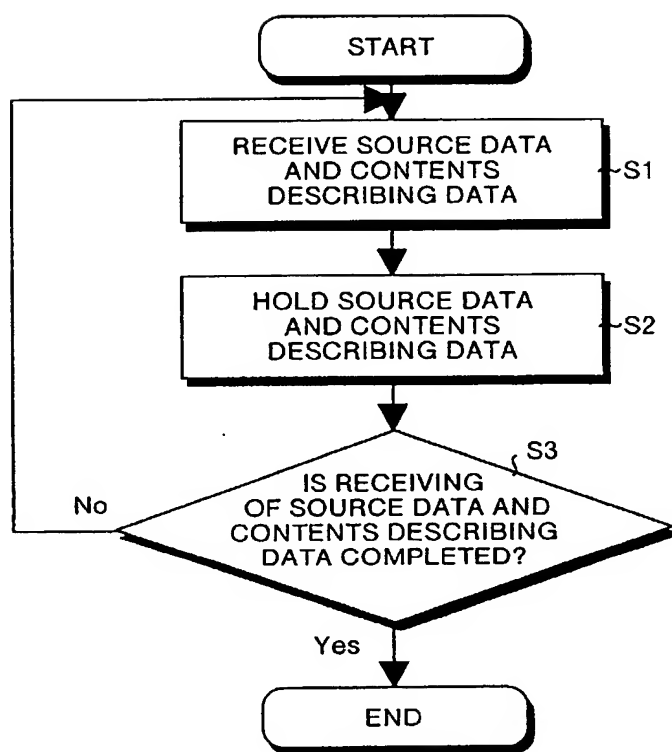 START
RECEIVE SOURCE DATA
AND CONTENTS
DESCRIBING DATA
S1
HOLD SOURCE DATA
AND CONTENTS
DESCRIBING DATA
S2
S3
IS RECEIVING
OF SOURCE DATA AND
CONTENTS DESCRIBING
DATA COMPLETED?
No
Yes
END